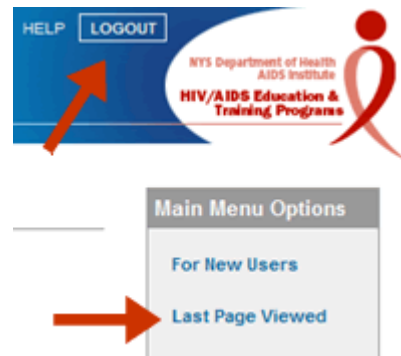 HELP LOGOUT
NYS Department of Health
AIDS Institute
HIV/AIDS Education &
Training Programs
Main Menu Options
For New Users
Last Page Viewed